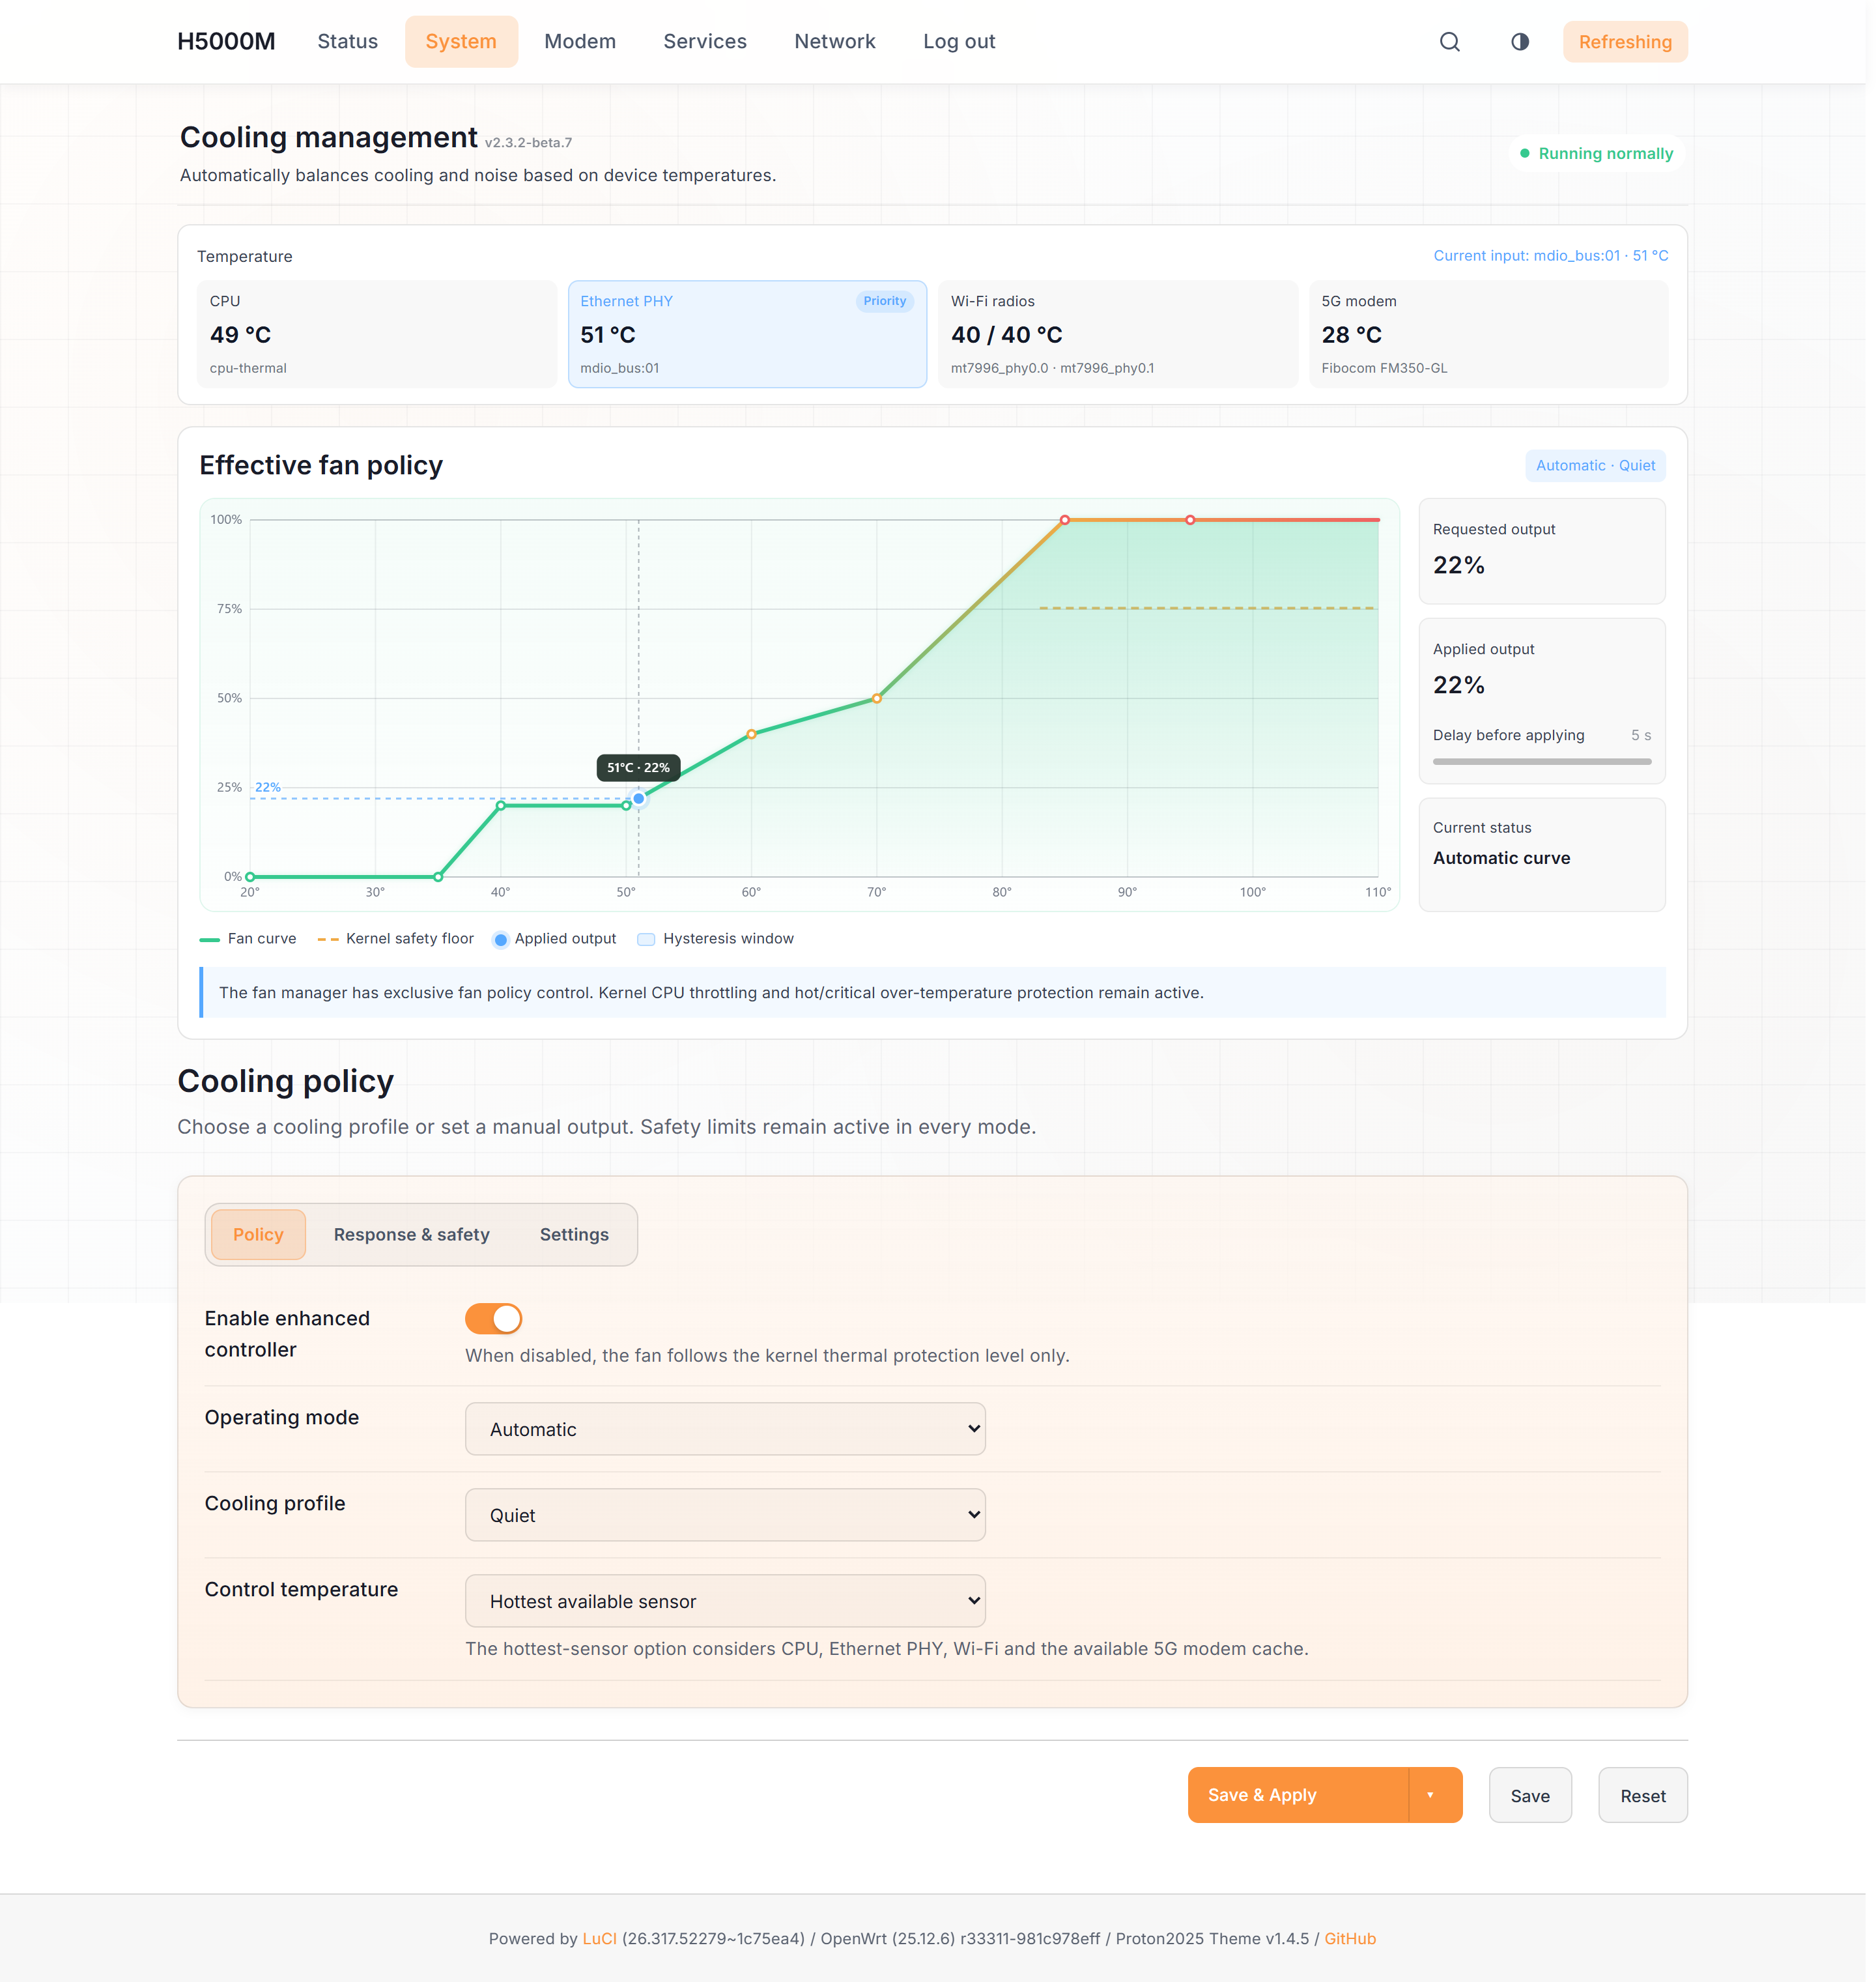 H5000M Status System Modem Services Network Log out Refreshing
Cooling management v2.3.2-beta.7
Automatically balances cooling and noise based on device temperatures.
Running normally
Temperature Current input: mdio_bus:01 · 51 °C
CPU
49 °C
cpu-thermal
Ethernet PHY Priority
51 °C
mdio_bus:01
Wi-Fi radios
40 / 40 °C
mt7996_phy0.0 · mt7996_phy0.1
5G modem
28 °C
Fibocom FM350-GL
Effective fan policy Automatic · Quiet
100%
75%
50%
25%
0%
22%
51°C · 22%
20° 30° 40° 50° 60° 70° 80° 90° 100° 110°
Requested output
22%
Applied output
22%
Delay before applying 5 s
Current status
Automatic curve
Fan curve Kernel safety floor Applied output Hysteresis window
The fan manager has exclusive fan policy control. Kernel CPU throttling and hot/critical over-temperature protection remain active.
Cooling policy
Choose a cooling profile or set a manual output. Safety limits remain active in every mode.
Policy Response & safety Settings
Enable enhanced
controller
When disabled, the fan follows the kernel thermal protection level only.
Operating mode Automatic
Cooling profile Quiet
Control temperature Hottest available sensor
The hottest-sensor option considers CPU, Ethernet PHY, Wi-Fi and the available 5G modem cache.
Save & Apply ▾ Save Reset
Powered by LuCI (26.317.52279~1c75ea4) / OpenWrt (25.12.6) r33311-981c978eff / Proton2025 Theme v1.4.5 / GitHub